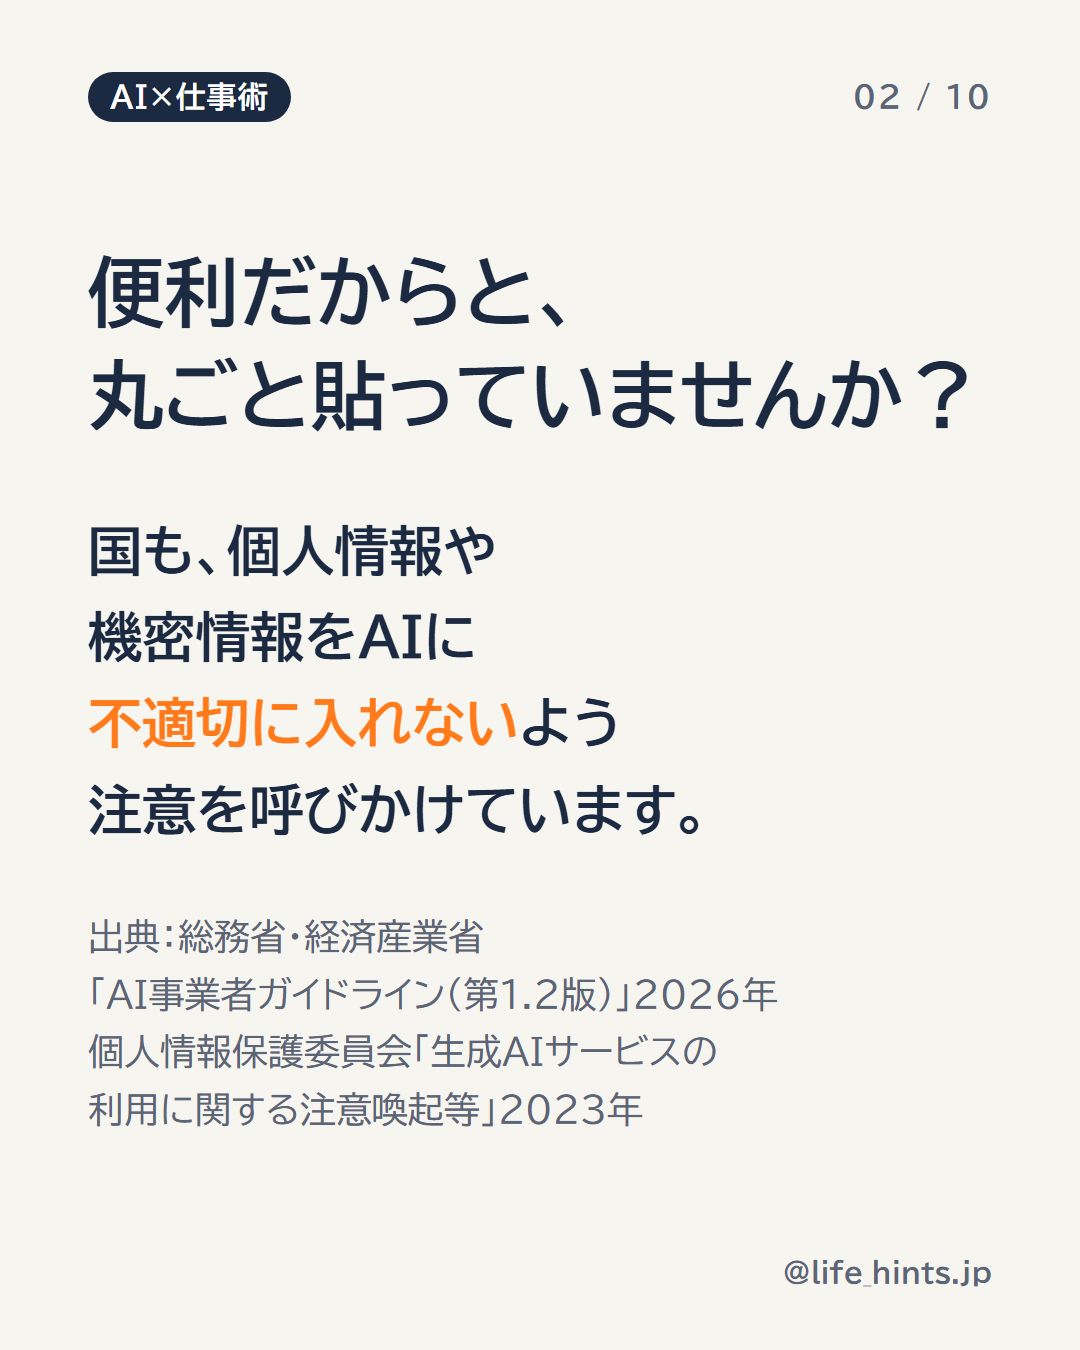 AI×仕事術
02 / 10
便利だからと、
丸ごと貼っていませんか？
国も、個人情報や
機密情報をAIに
不適切に入れないよう
注意を呼びかけています。
出典：総務省・経済産業省
「AI事業者ガイドライン（第1.2版）」2026年
個人情報保護委員会「生成AIサービスの
利用に関する注意喚起等」2023年
@life_hints.jp